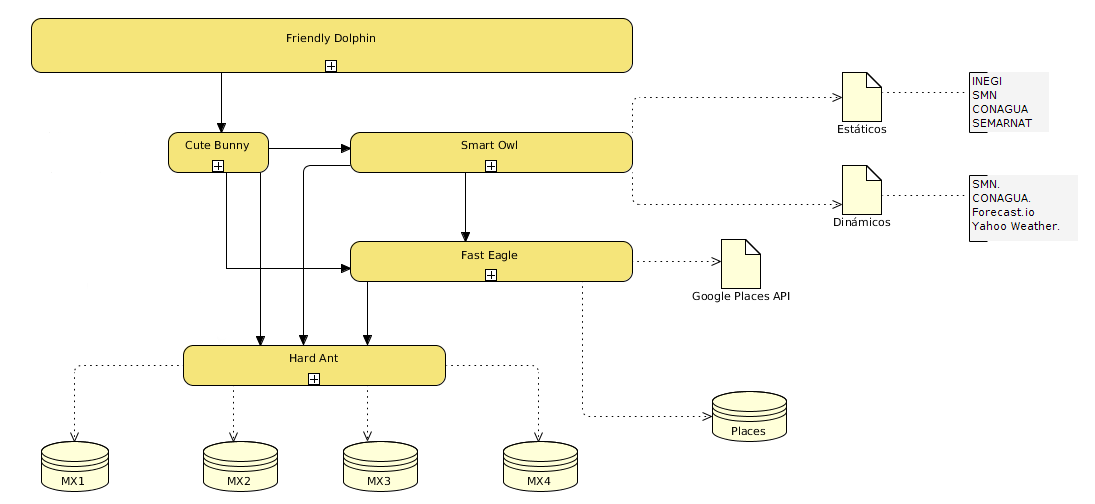 Friendly Dolphin
Cute Bunny
Smart Owl
Estáticos
INEGI
SMN
CONAGUA
SEMARNAT
Dinámicos
SMN.
CONAGUA.
Forecast.io
Yahoo Weather.
Fast Eagle
Google Places API
Hard Ant
Places
MX1
MX2
MX3
MX4